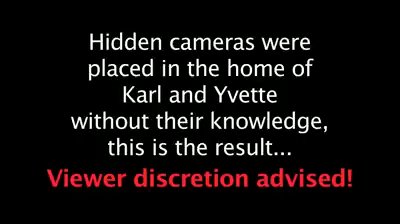 Hidden cameras were
placed in the home of
Karl and Yvette
without their knowledge,
this is the result...
Viewer discretion advised!